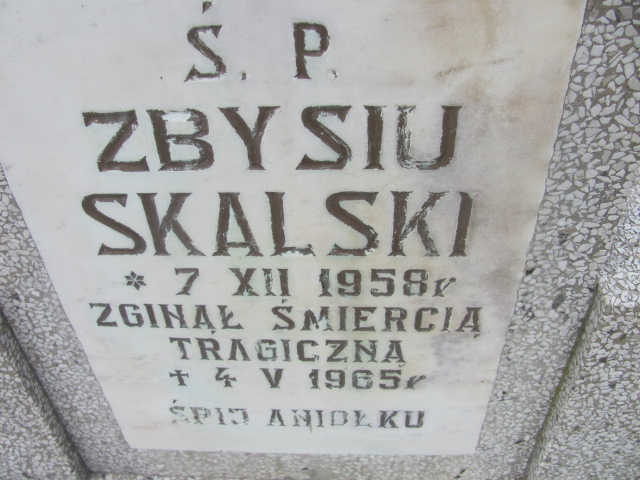 Ś. P.
ZBYSIU
SKALSKI
* 7 XII 1958r
ZGINĄŁ ŚMIERCIĄ
TRAGICZNĄ
† 4 V 1965r
ŚPIJ ANIOŁKU